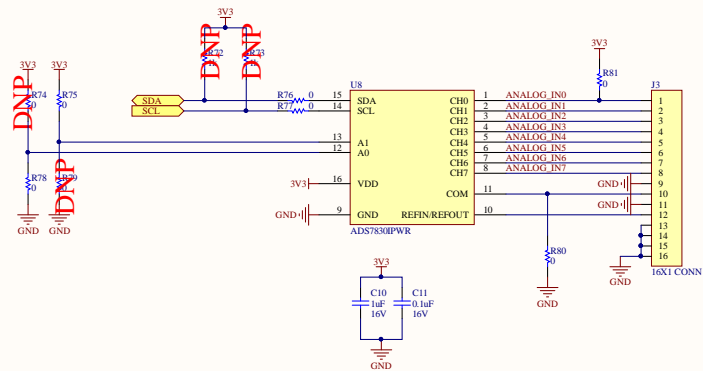 3V3
DNP
R72
1k
DNP
R73
1k
3V3
3V3
3V3
R74
0
DNP
R75
0
R81
0
U8
J3
SDA
SCL
R76
0
R77
0
15
SDA
14
SCL
13
A1
12
A0
16
VDD
3V3
9
GND
GND
CH0
1
ANALOG_IN0
CH1
2
ANALOG_IN1
CH2
3
ANALOG_IN2
CH3
4
ANALOG_IN3
CH4
5
ANALOG_IN4
CH5
6
ANALOG_IN5
CH6
7
ANALOG_IN6
CH7
8
ANALOG_IN7
COM
11
REFIN/REFOUT
10
ADS7830IPWR
1
2
3
4
5
6
7
8
9
10
11
12
13
14
15
16
GND
GND
GND
16X1 CONN
R78
0
R79
0
DNP
GND
GND
R80
0
GND
3V3
C10
1uF
16V
C11
0.1uF
16V
GND